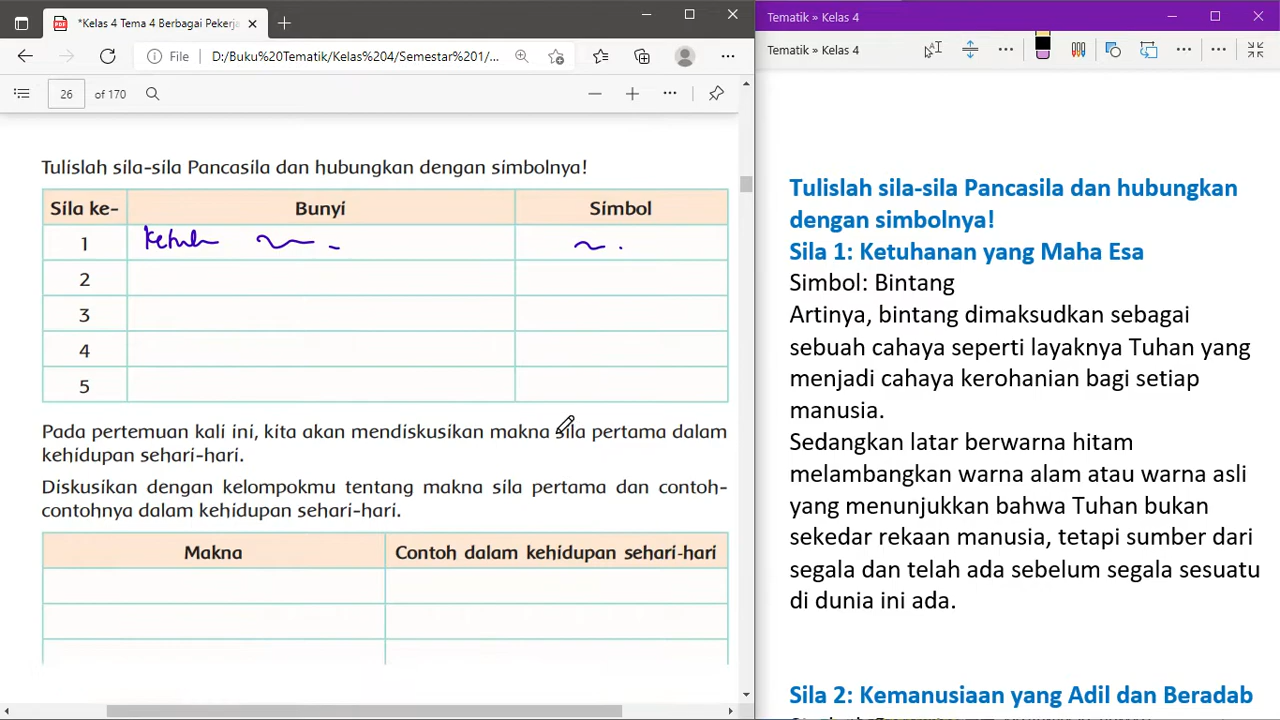 *Kelas 4 Tema 4 Berbagai Pekerja
File D:/Buku%20Tematik/Kelas%204/Semestar%201/...
26 of 170
Tulislah sila-sila Pancasila dan hubungkan dengan simbolnya!
Sila ke- Bunyi Simbol
1
2
3
4
5
Pada pertemuan kali ini, kita akan mendiskusikan makna sila pertama dalam
kehidupan sehari-hari.
Diskusikan dengan kelompokmu tentang makna sila pertama dan contoh-
contohnya dalam kehidupan sehari-hari.
Makna Contoh dalam kehidupan sehari-hari
Tematik » Kelas 4
Tematik » Kelas 4
Tulislah sila-sila Pancasila dan hubungkan
dengan simbolnya!
Sila 1: Ketuhanan yang Maha Esa
Simbol: Bintang
Artinya, bintang dimaksudkan sebagai
sebuah cahaya seperti layaknya Tuhan yang
menjadi cahaya kerohanian bagi setiap
manusia.
Sedangkan latar berwarna hitam
melambangkan warna alam atau warna asli
yang menunjukkan bahwa Tuhan bukan
sekedar rekaan manusia, tetapi sumber dari
segala dan telah ada sebelum segala sesuatu
di dunia ini ada.
Sila 2: Kemanusiaan yang Adil dan Beradab